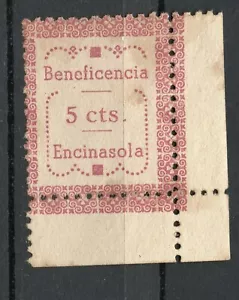 Beneficencia
5 cts.
Encinasola